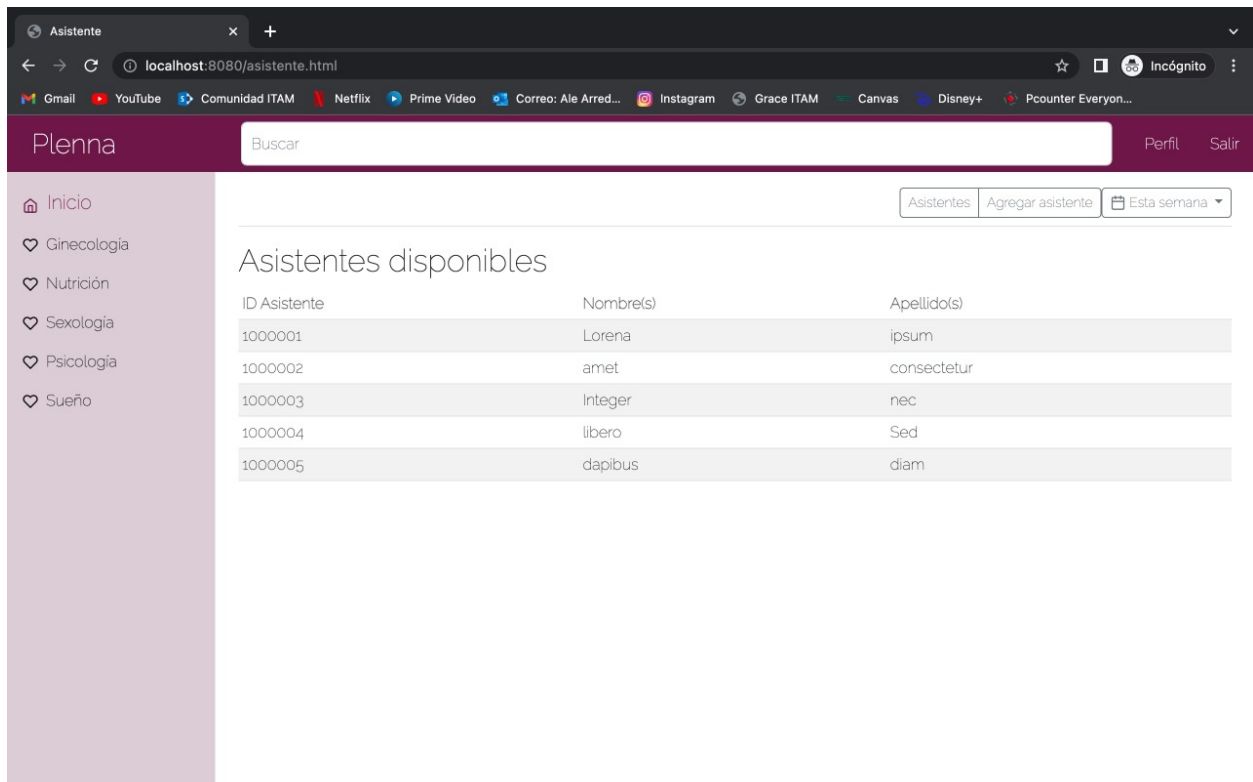 Asistente
localhost:8080/asistente.html
Incógnito
Gmail YouTube Comunidad ITAM Netflix Prime Video Correo: Ale Arred... Instagram Grace ITAM Canvas Disney+ Pcounter Everyon...
Plenna
Buscar
Perfil Salir
Inicio
Ginecología
Nutrición
Sexología
Psicología
Sueño
Asistentes Agregar asistente Esta semana
Asistentes disponibles
ID Asistente Nombre(s) Apellido(s)
1000001 Lorena ipsum
1000002 amet consectetur
1000003 Integer nec
1000004 libero Sed
1000005 dapibus diam